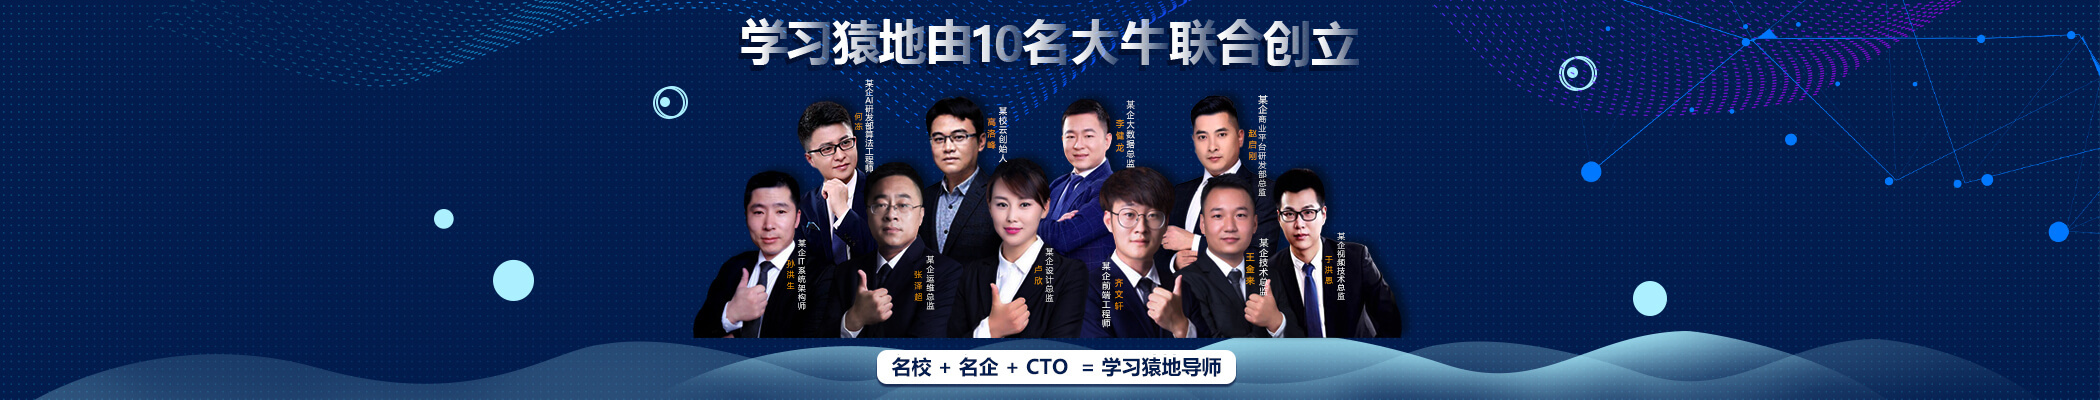 学习猿地由10名大牛联合创立
某企AI研发部算法工程师
何冻
某校云创始人
高洛峰
某企大数据总监
李健龙
某企商业平台研发部总监
赵启刚
某企IT系统架构师
孙洪生
某企运维总监
张泽超
某企设计总监
卢欣
某企前端工程师
齐文轩
某企技术总监
王金来
某企视频技术总监
于洪恩
名校 + 名企 + CTO = 学习猿地导师